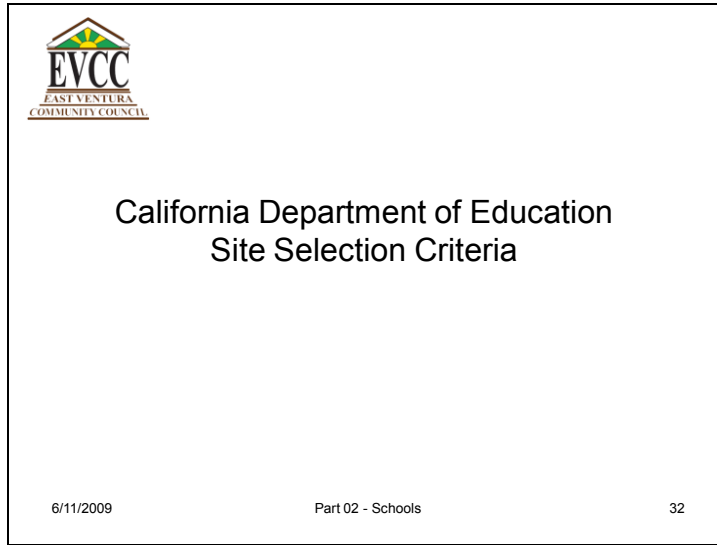 EVCC
EAST VENTURA
COMMUNITY COUNCIL
California Department of Education
Site Selection Criteria
6/11/2009
Part 02 - Schools
32